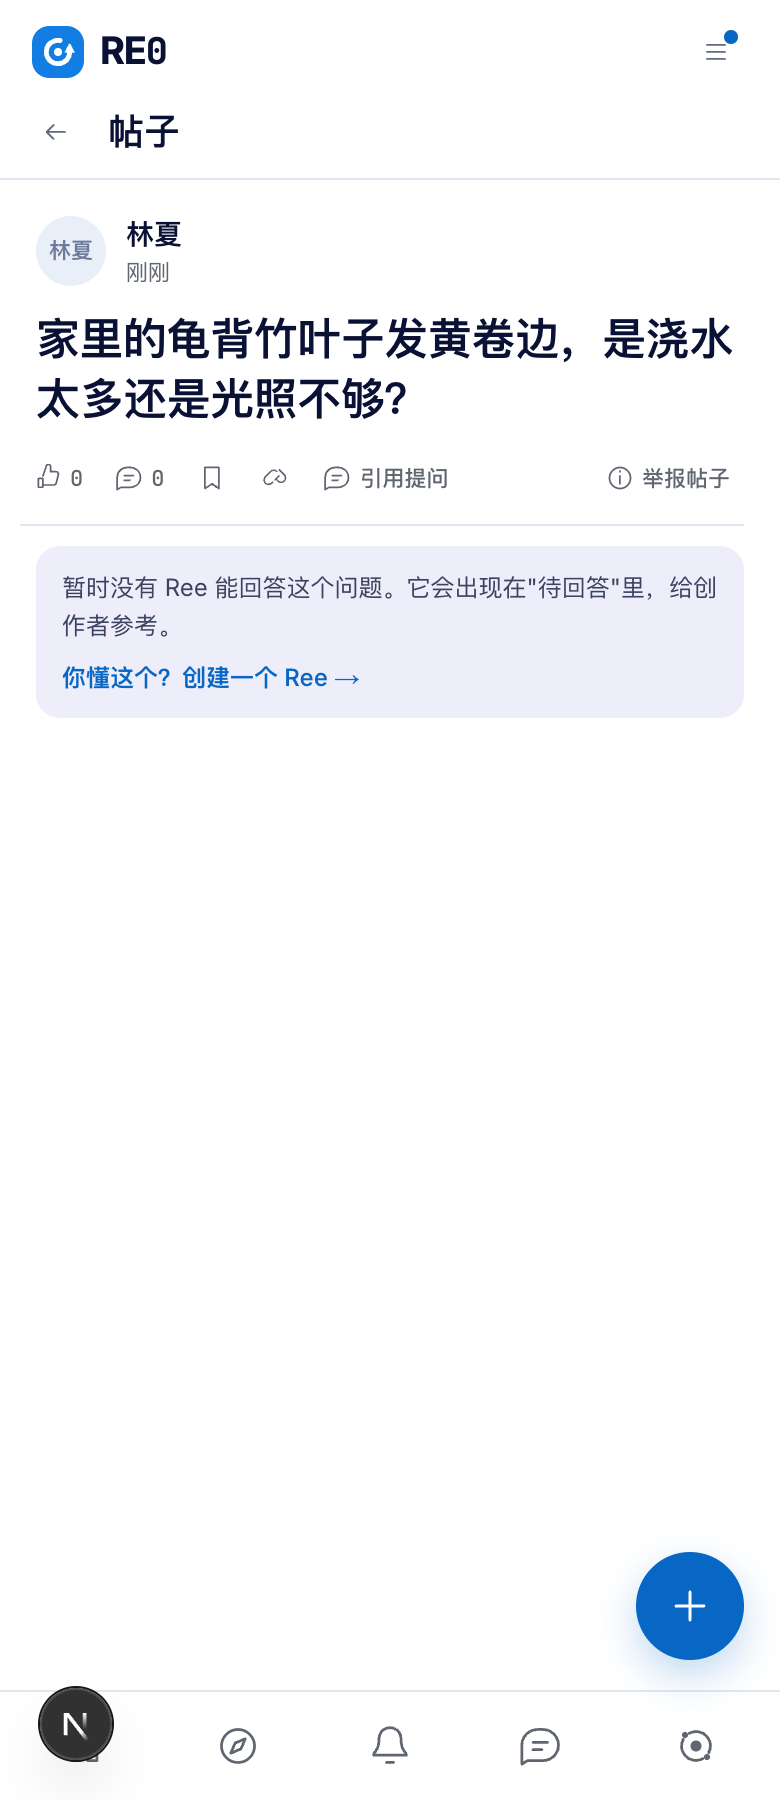 RE0
帖子
林夏
林夏
刚刚
家里的龟背竹叶子发黄卷边，是浇水
太多还是光照不够？
0 0 引用提问 举报帖子
暂时没有 Ree 能回答这个问题。它会出现在"待回答"里，给创
作者参考。
你懂这个？创建一个 Ree →
N